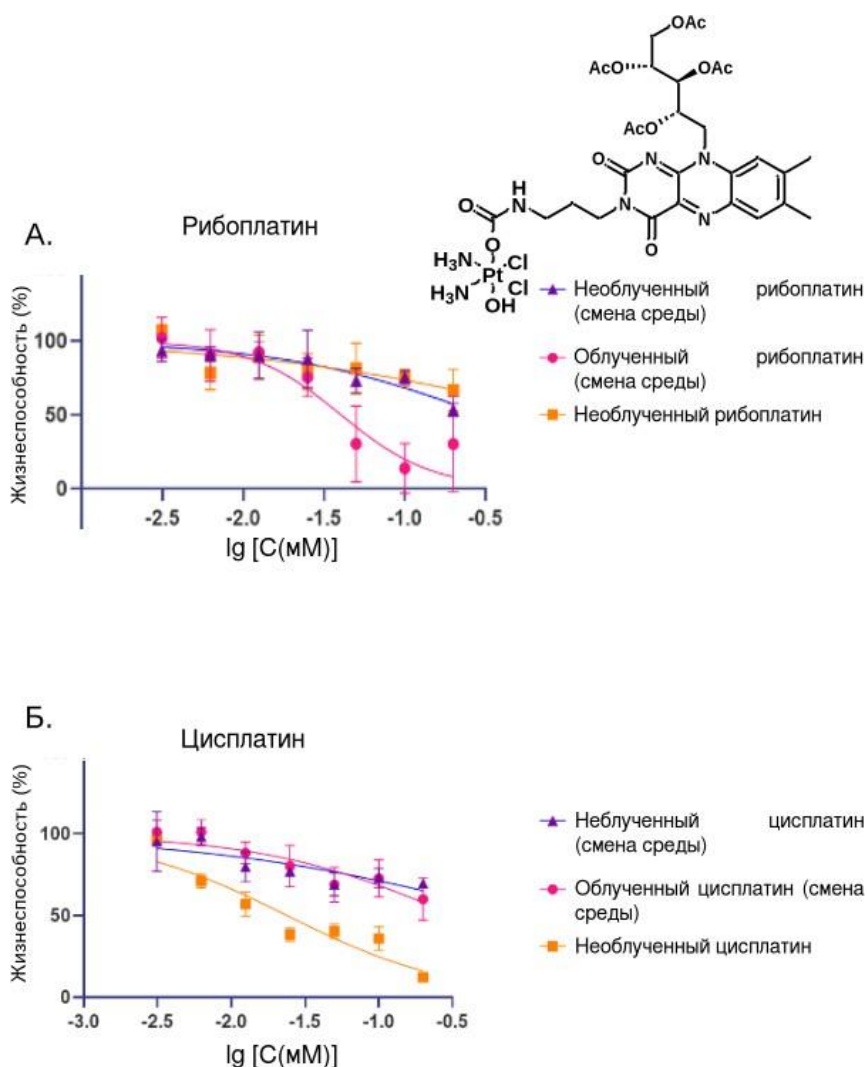 OAc
AcO
OAc
AcO
O
N
N
H
O
N
N
N
O
O
А.
Рибоплатин
H₃N
Cl
Pt
Cl
H₃N
OH
Жизнеспособность (%)
100
50
0
-2.5 -2.0 -1.5 -1.0 -0.5
lg [C(мМ)]
Необлученный рибоплатин
(смена среды)
Облученный рибоплатин
(смена среды)
Необлученный рибоплатин
Б.
Цисплатин
Жизнеспособность (%)
100
50
0
-3.0 -2.5 -2.0 -1.5 -1.0 -0.5
lg [C(мМ)]
Неблученный цисплатин
(смена среды)
Облученный цисплатин (смена
среды)
Необлученный цисплатин